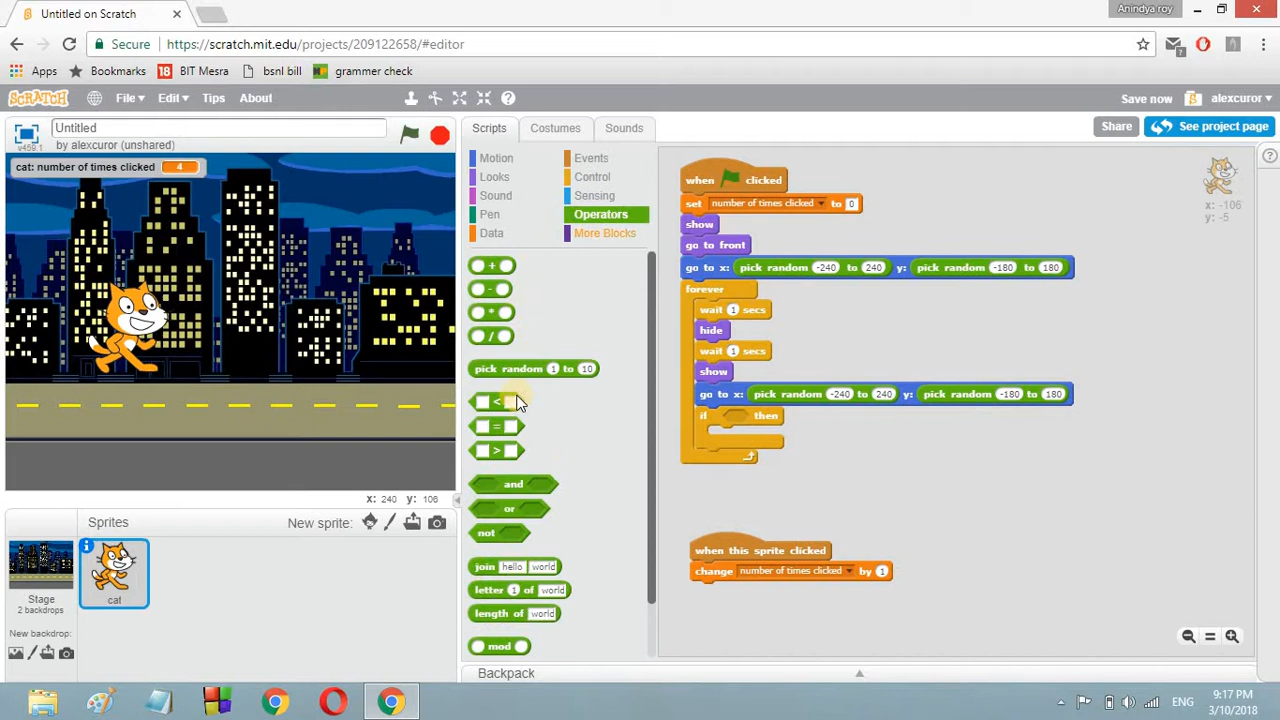 Untitled on Scratch
Anindya roy
Secure
https://scratch.mit.edu/projects/209122658/#editor
Apps
Bookmarks
18 BIT Mesra
bsnl bill
grammer check
SCRATCH
File
Edit
Tips
About
Save now
alexcuror
v459.1
Untitled
by alexcuror (unshared)
Scripts
Costumes
Sounds
Share
See project page
cat: number of times clicked 4
Motion
Events
Looks
Control
Sound
Sensing
Pen
Operators
Data
More Blocks
+
-
*
/
pick random 1 to 10
<
=
>
and
or
not
join hello world
letter 1 of world
length of world
mod
when clicked
set number of times clicked to 0
show
go to front
go to x: pick random -240 to 240 y: pick random -180 to 180
forever
wait 1 secs
hide
wait 1 secs
show
go to x: pick random -240 to 240 y: pick random -180 to 180
if then
when this sprite clicked
change number of times clicked by 1
x: -106
y: -5
x: 240 y: 106
Sprites
New sprite:
Stage
2 backdrops
New backdrop:
cat
Backpack
ENG
9:17 PM
3/10/2018